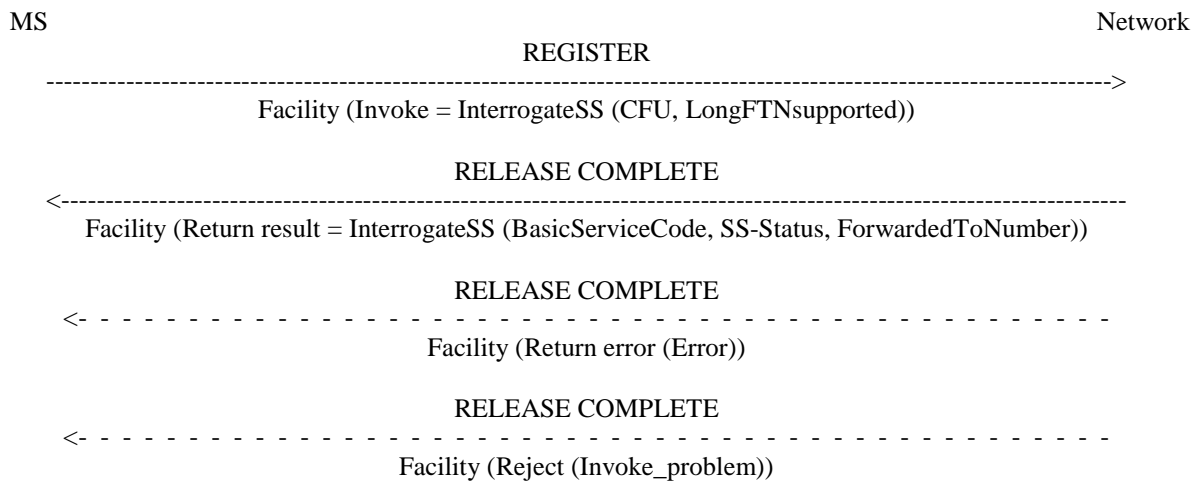 MS Network
REGISTER
Facility (Invoke = InterrogateSS (CFU, LongFTNsupported))
RELEASE COMPLETE
Facility (Return result = InterrogateSS (BasicServiceCode, SS-Status, ForwardedToNumber))
RELEASE COMPLETE
Facility (Return error (Error))
RELEASE COMPLETE
Facility (Reject (Invoke_problem))